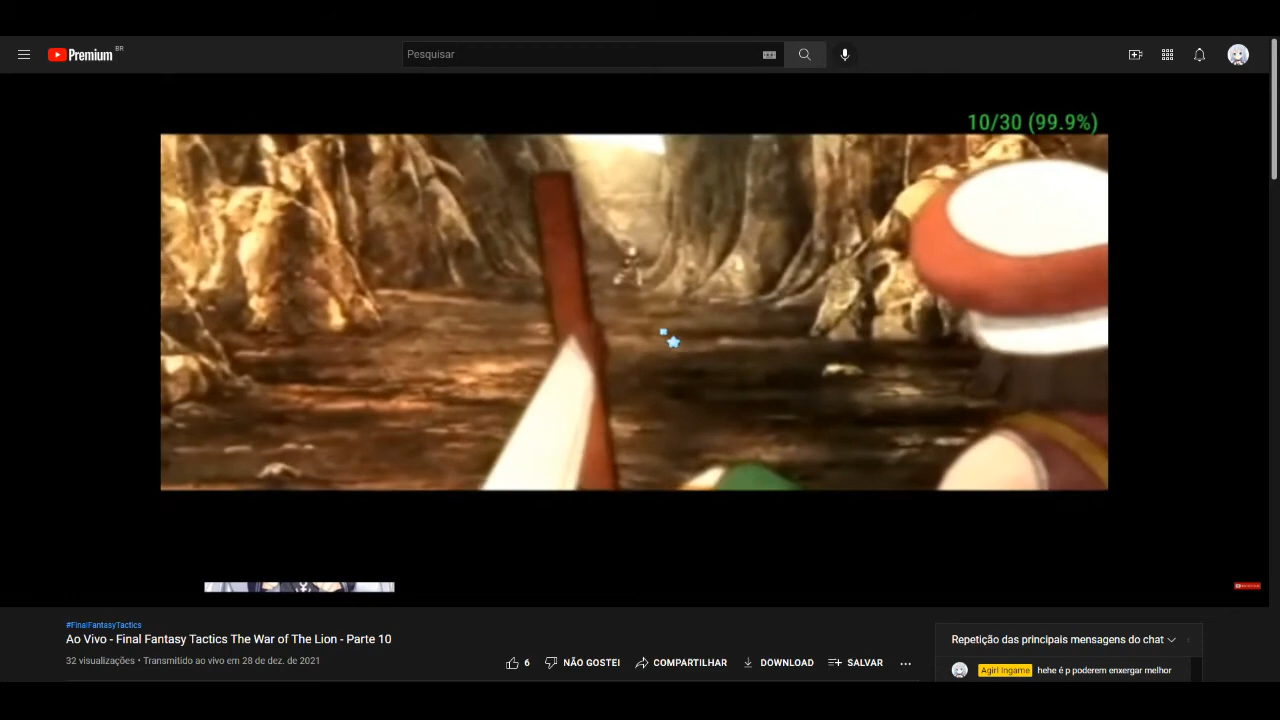 Premium BR
Pesquisar
10/30 (99.9%)
#FinalFantasyTactics
Ao Vivo - Final Fantasy Tactics The War of The Lion - Parte 10
32 visualizações • Transmitido ao vivo em 28 de dez. de 2021
6 NÃO GOSTEI COMPARTILHAR DOWNLOAD SALVAR
Repetição das principais mensagens do chat
Agirl Ingame hehe é p poderem enxergar melhor